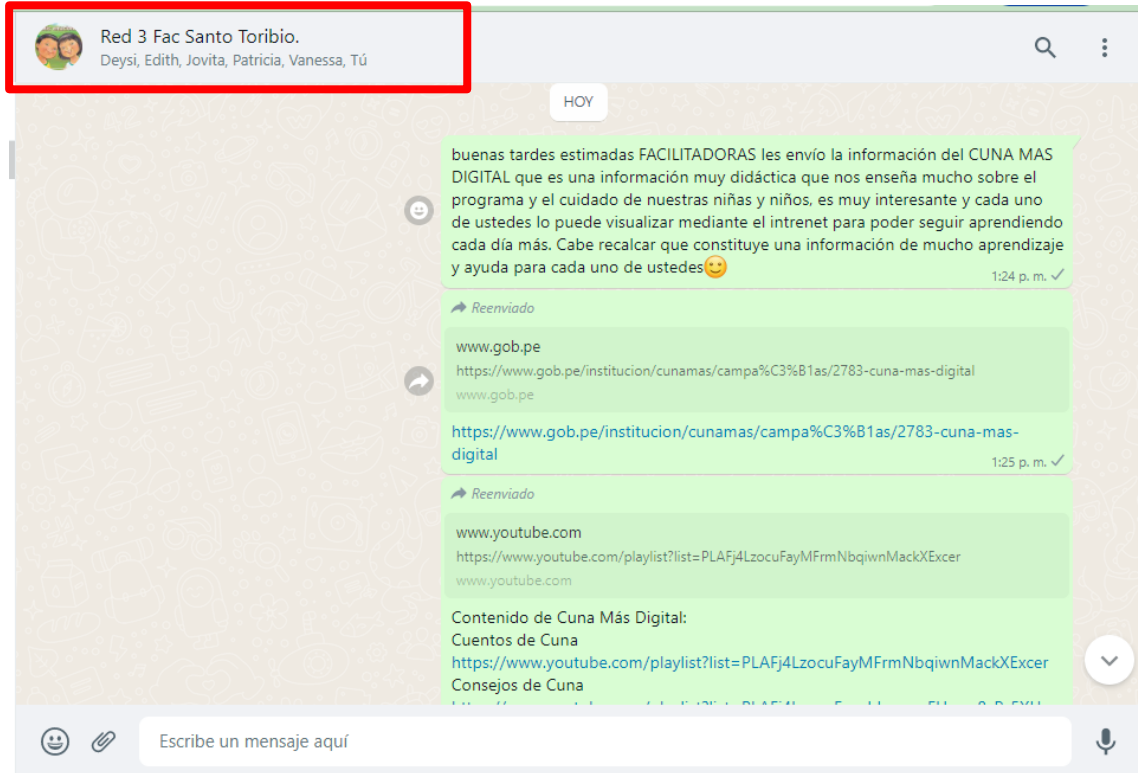 Red 3 Fac Santo Toribio.
Deysi, Edith, Jovita, Patricia, Vanessa, Tú
HOY
buenas tardes estimadas FACILITADORAS les envío la información del CUNA MAS
DIGITAL que es una información muy didáctica que nos enseña mucho sobre el
programa y el cuidado de nuestras niñas y niños, es muy interesante y cada uno
de ustedes lo puede visualizar mediante el intrenet para poder seguir aprendiendo
cada día más. Cabe recalcar que constituye una información de mucho aprendizaje
y ayuda para cada uno de ustedes
1:24 p. m.
Reenviado
www.gob.pe
https://www.gob.pe/institucion/cunamas/campa%C3%B1as/2783-cuna-mas-digital
www.gob.pe
https://www.gob.pe/institucion/cunamas/campa%C3%B1as/2783-cuna-mas-
digital
1:25 p. m.
Reenviado
www.youtube.com
https://www.youtube.com/playlist?list=PLAFj4LzocuFayMFrmNbqiwnMackXExcer
www.youtube.com
Contenido de Cuna Más Digital:
Cuentos de Cuna
https://www.youtube.com/playlist?list=PLAFj4LzocuFayMFrmNbqiwnMackXExcer
Consejos de Cuna
Escribe un mensaje aquí